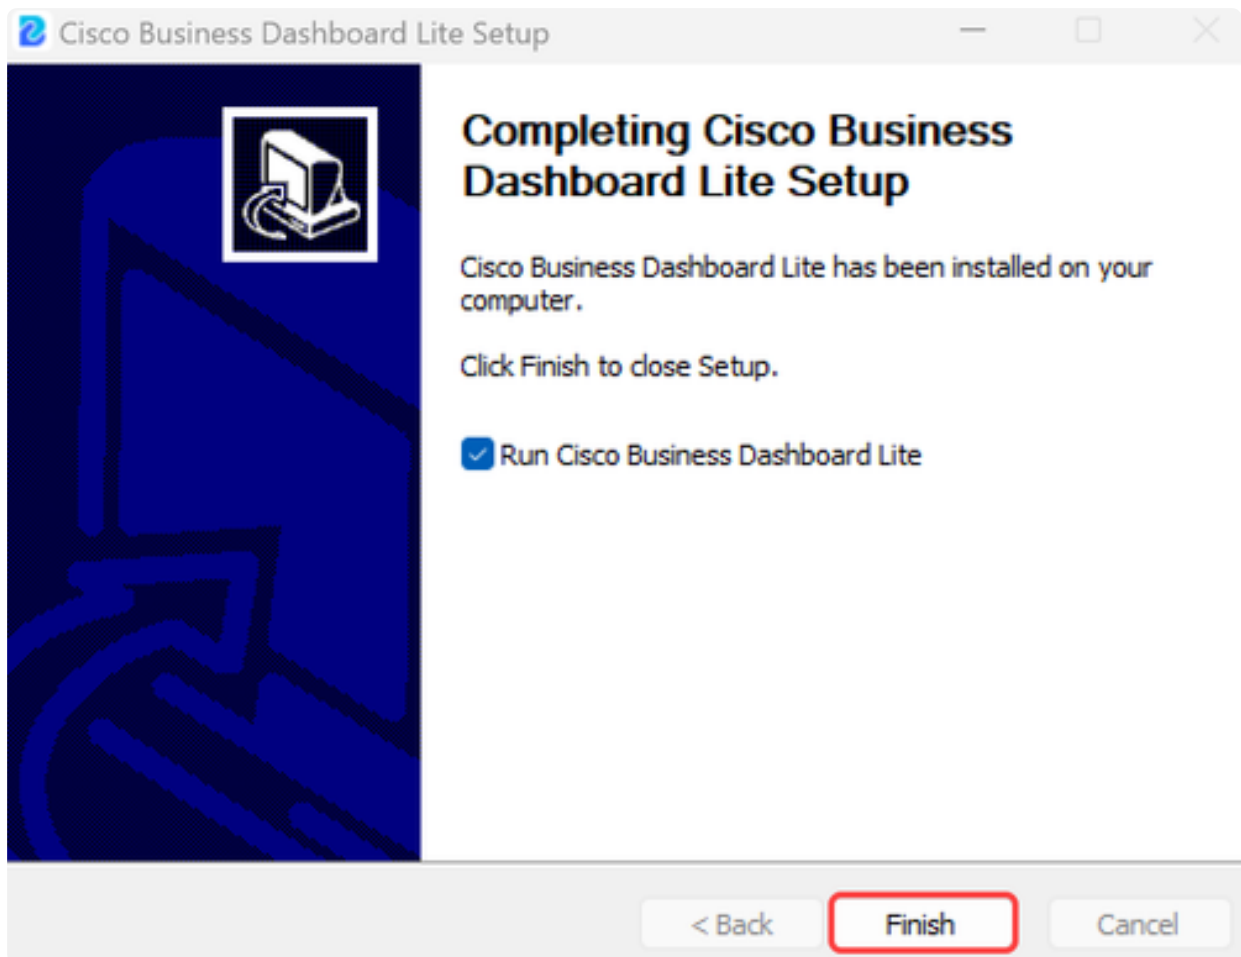 Cisco Business Dashboard Lite Setup
Completing Cisco Business
Dashboard Lite Setup
Cisco Business Dashboard Lite has been installed on your
computer.
Click Finish to close Setup.
Run Cisco Business Dashboard Lite
< Back Finish Cancel